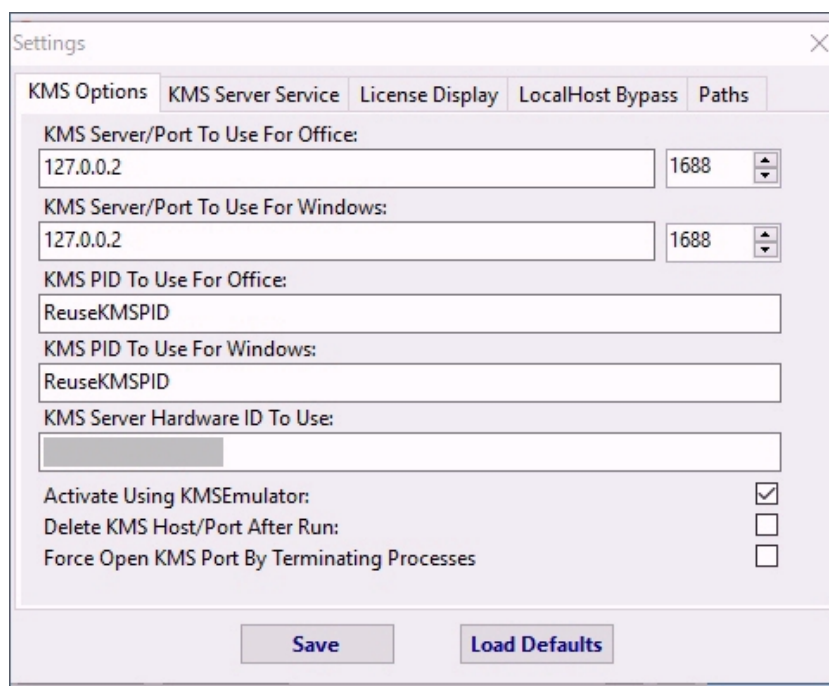 Settings
KMS Options KMS Server Service License Display LocalHost Bypass Paths
KMS Server/Port To Use For Office:
127.0.0.2 1688
KMS Server/Port To Use For Windows:
127.0.0.2 1688
KMS PID To Use For Office:
ReuseKMSPID
KMS PID To Use For Windows:
ReuseKMSPID
KMS Server Hardware ID To Use:
Activate Using KMSEmulator:
Delete KMS Host/Port After Run:
Force Open KMS Port By Terminating Processes
Save Load Defaults